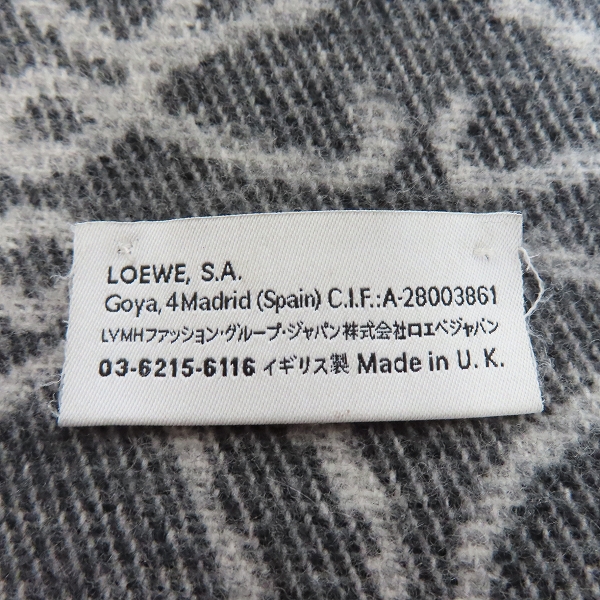 LOEWE, S.A.
Goya, 4Madrid (Spain) C.I.F.:A-28003861
LVMHファッション・グループ・ジャパン株式会社ロエベジャパン
03-6215-6116 イギリス製 Made in U. K.